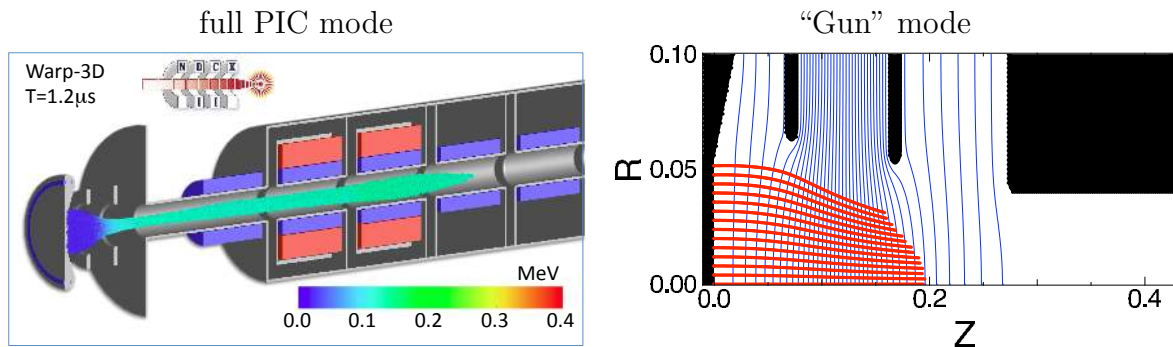 full PIC mode
“Gun” mode
Warp-3D
T=1.2μs
N D C X
I I
MeV
0.0 0.1 0.2 0.3 0.4
R
0.10
0.05
0.00
0.0 0.2 0.4
Z